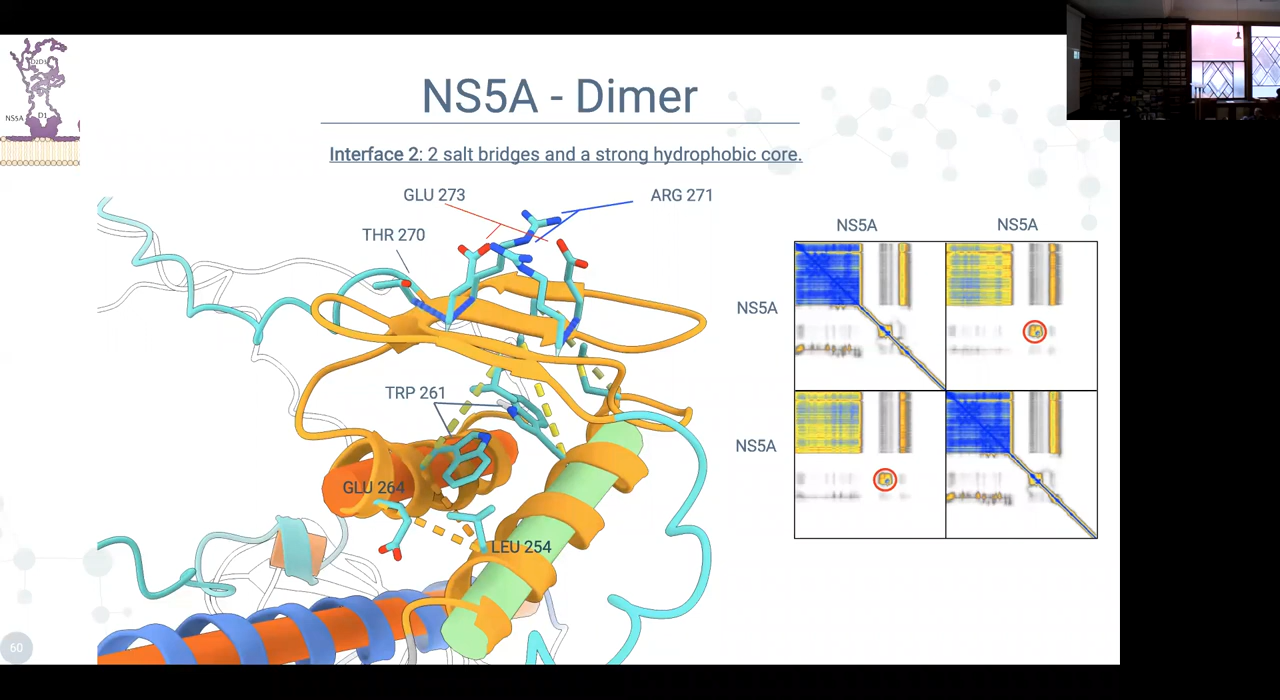 D2D3
NS5A
D1
NS5A - Dimer
Interface 2: 2 salt bridges and a strong hydrophobic core.
GLU 273
ARG 271
THR 270
TRP 261
GLU 264
LEU 254
NS5A
NS5A
NS5A
NS5A
60